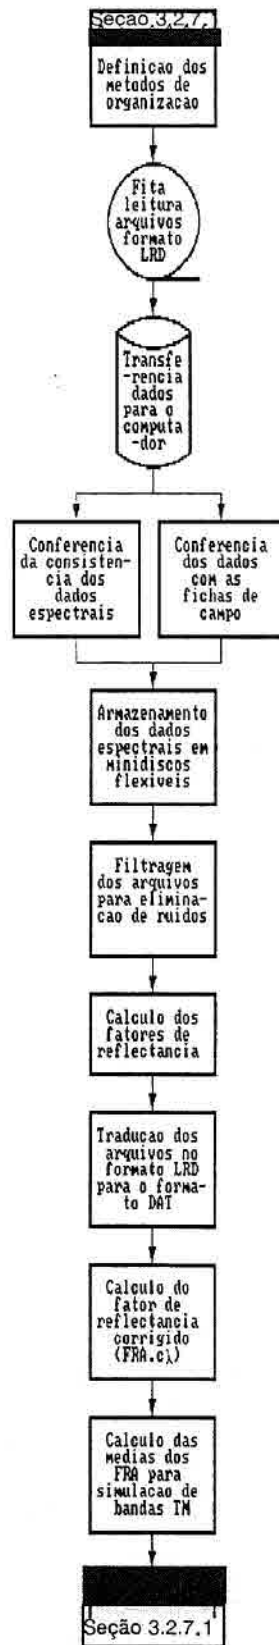 Seção 3.2.7.1
Definicao dos
metodos de
organizacao
Fita
leitura
arquivos
formato
LRD
Transfe
-rencia
dados
para o
computa
-dor
Conferencia
da consisten-
cia dos
dados
espectrais
Conferencia
dos dados
com as
fichas de
campo
Armazenamento
dos dados
espectrais em
minidiscos
flexiveis
Filtragem
dos arquivos
para elimina-
cao de ruidos
Calculo dos
fatores de
reflectancia
Traducao dos
arquivos no
formato LRD
para o forma-
to DAT
Calculo do
fator de
reflectancia
corrigido
(FRA.cλ)
Calculo das
medias dos
FRA para
simulacao de
bandas TM
Seção 3.2.7.1